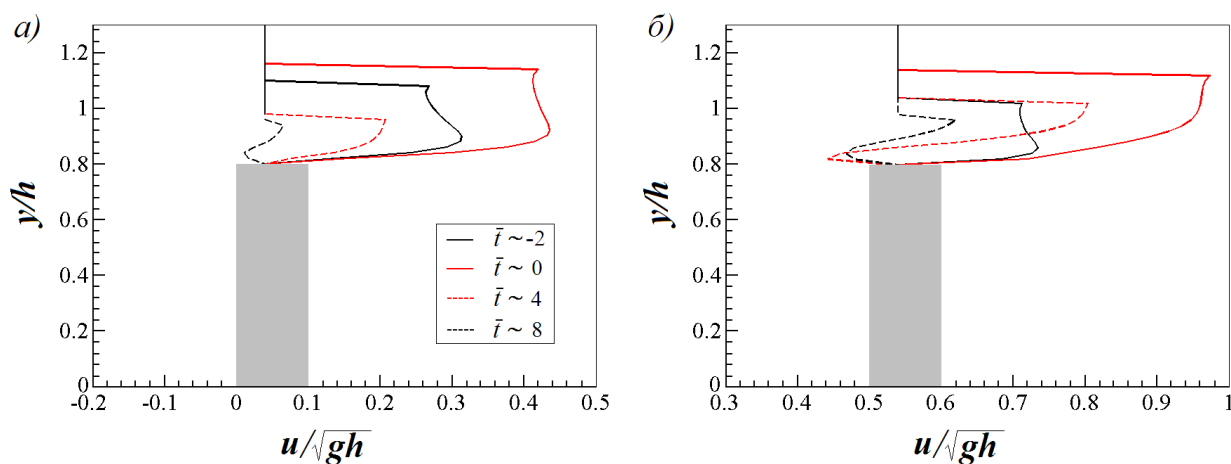 а)
y/h
1.2
1
0.8
0.6
0.4
0.2
0
-0.2 -0.1 0 0.1 0.2 0.3 0.4 0.5
u/√gh
t̄ ~ -2
t̄ ~ 0
t̄ ~ 4
t̄ ~ 8
б)
y/h
1.2
1
0.8
0.6
0.4
0.2
0
0.3 0.4 0.5 0.6 0.7 0.8 0.9 1
u/√gh